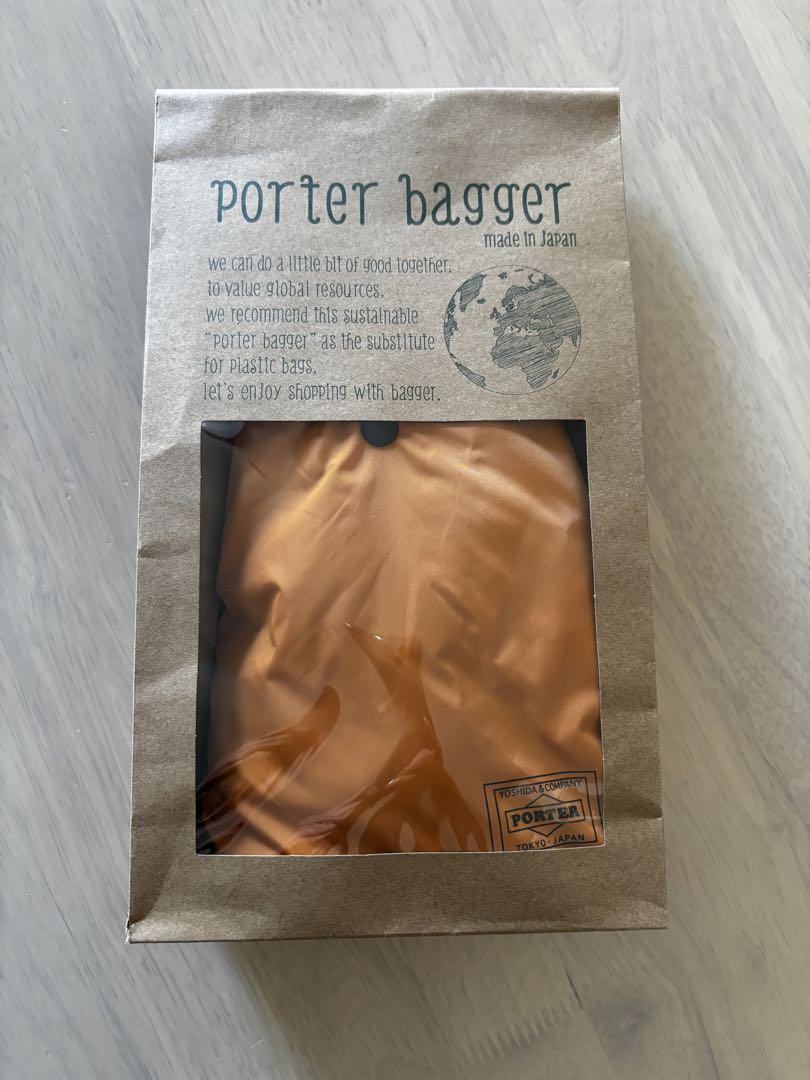 porter bagger
made in Japan
we can do a little bit of good together.
to value global resources,
we recommend this sustainable
"porter bagger" as the substitute
for plastic bags.
let's enjoy shopping with bagger.
YOSHIDA & COMPANY
PORTER
TOKYO · JAPAN